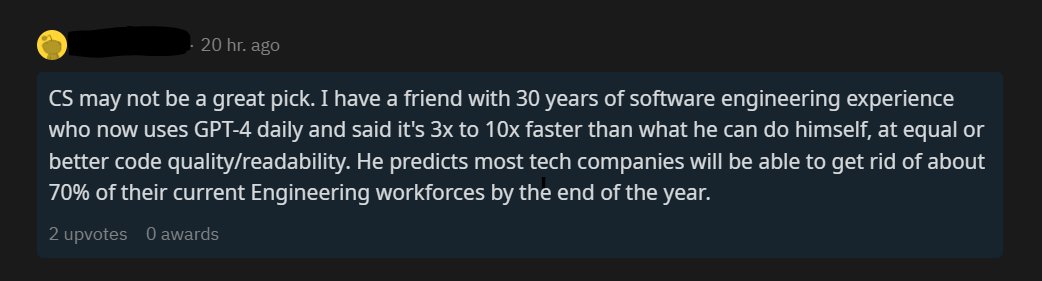 · 20 hr. ago
CS may not be a great pick. I have a friend with 30 years of software engineering experience
who now uses GPT-4 daily and said it's 3x to 10x faster than what he can do himself, at equal or
better code quality/readability. He predicts most tech companies will be able to get rid of about
70% of their current Engineering workforces by the end of the year.
2 upvotes 0 awards